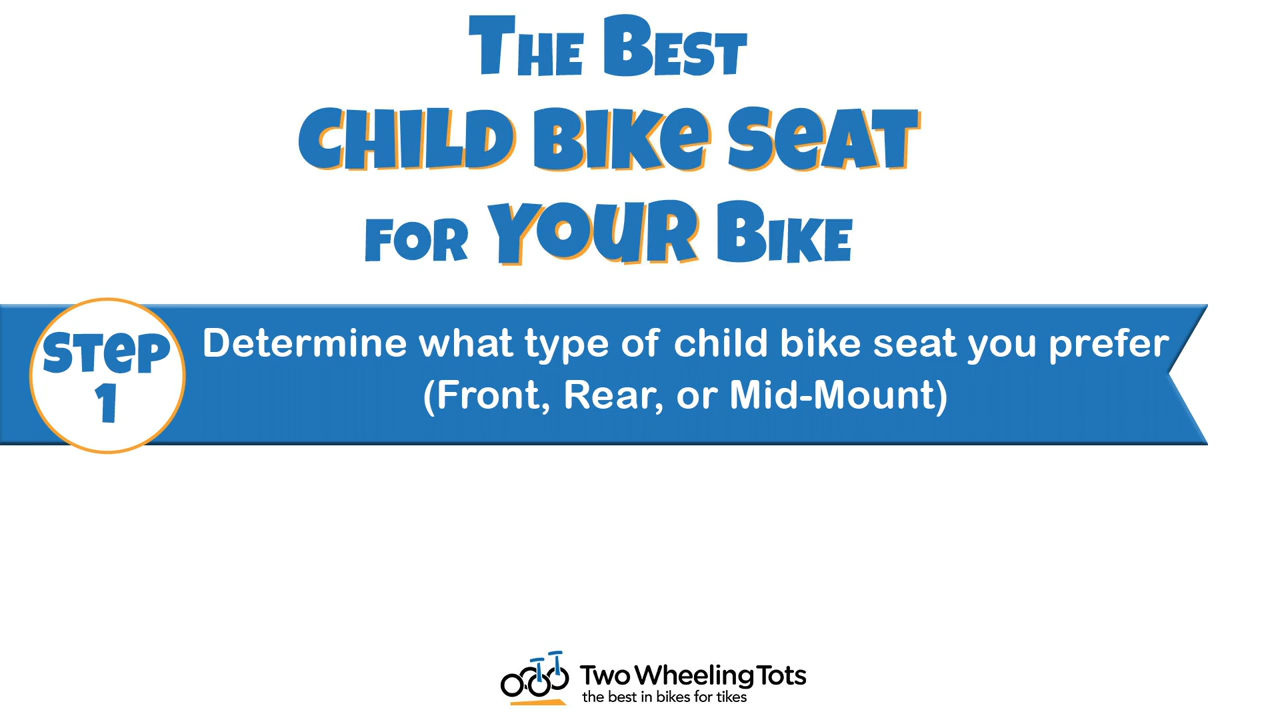 The Best
Child Bike Seat
for Your Bike
Step
1
Determine what type of child bike seat you prefer
(Front, Rear, or Mid-Mount)
Two Wheeling Tots
the best in bikes for tikes